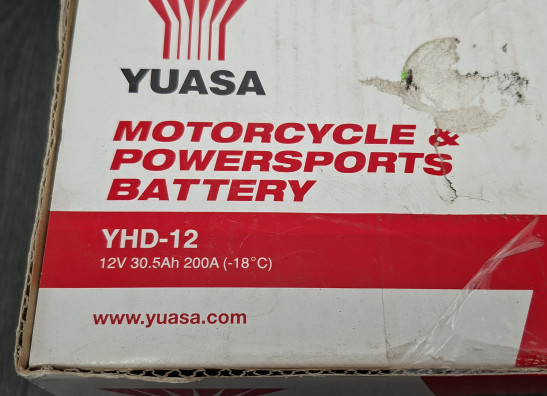 YUASA
MOTORCYCLE &
POWERSPORTS
BATTERY
YHD-12
12V 30.5Ah 200A (-18°C)
www.yuasa.com